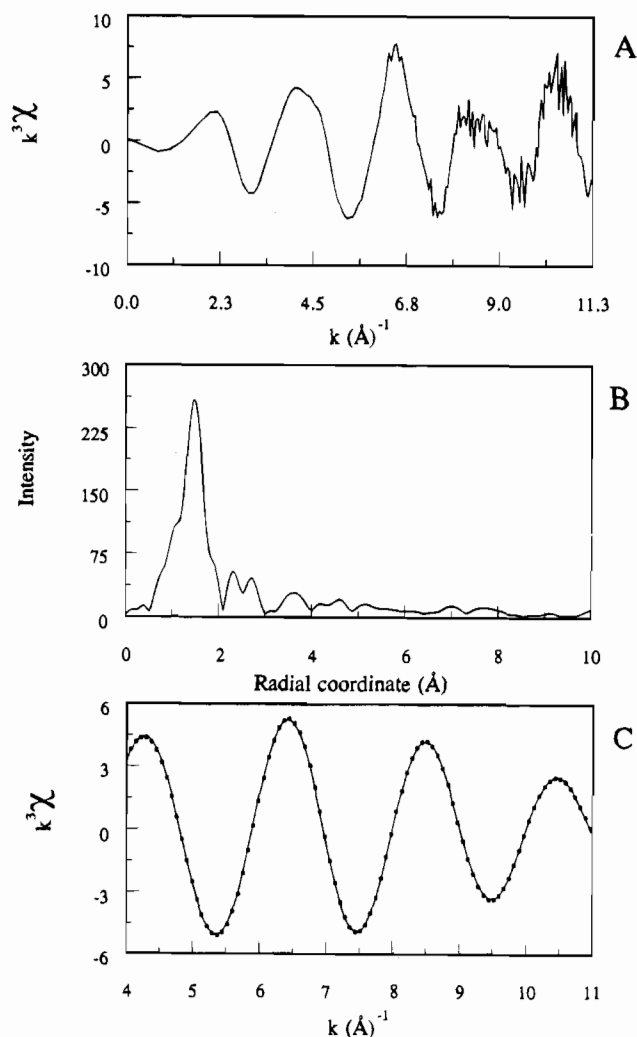 A
k³χ
10
5
0
-5
-10
0.0 2.3 4.5 6.8 9.0 11.3
k (Å)⁻¹
B
Intensity
300
225
150
75
0
0 2 4 6 8 10
Radial coordinate (Å)
C
k³χ
6
3
0
-3
-6
4 5 6 7 8 9 10 11
k (Å)⁻¹